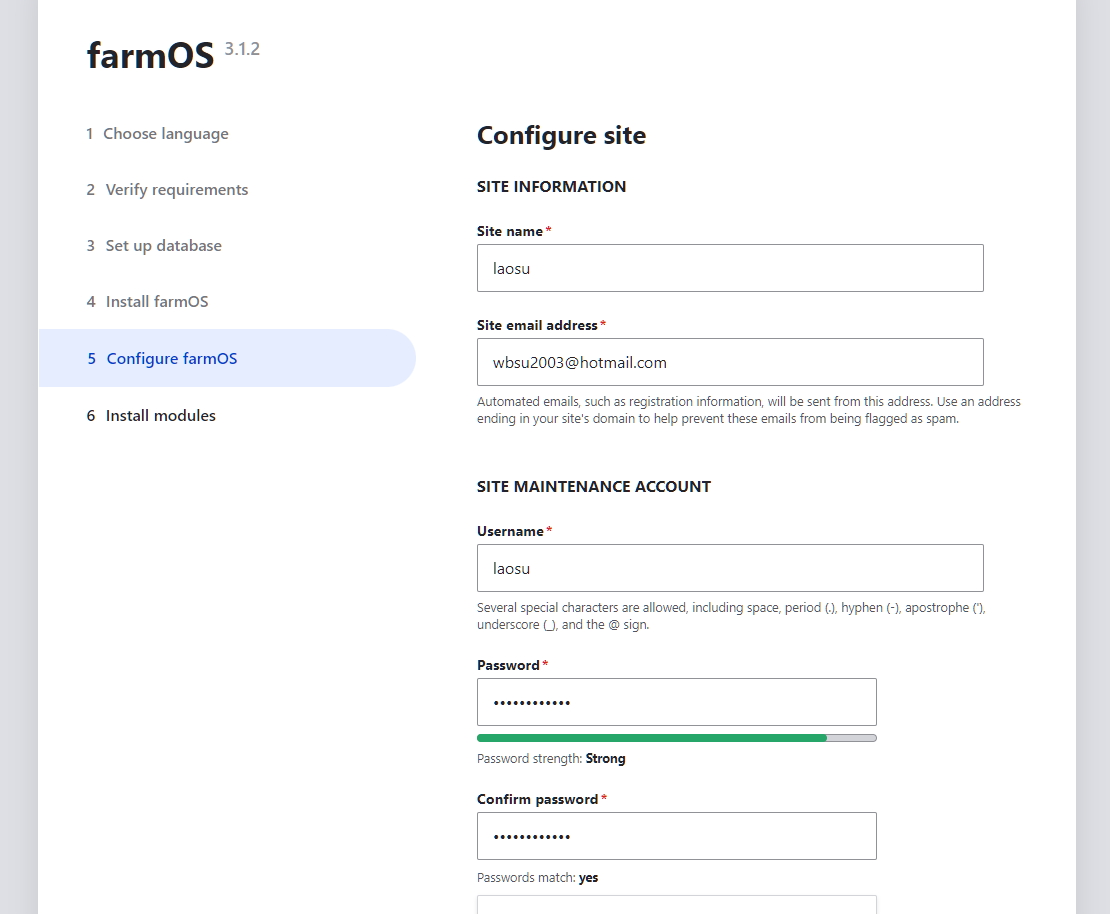 farmOS 3.1.2
1 Choose language
2 Verify requirements
3 Set up database
4 Install farmOS
5 Configure farmOS
6 Install modules
Configure site
SITE INFORMATION
Site name*
laosu
Site email address*
wbsu2003@hotmail.com
Automated emails, such as registration information, will be sent from this address. Use an address
ending in your site's domain to help prevent these emails from being flagged as spam.
SITE MAINTENANCE ACCOUNT
Username*
laosu
Several special characters are allowed, including space, period (.), hyphen (-), apostrophe ('),
underscore (_), and the @ sign.
Password*
••••••••••••
Password strength: Strong
Confirm password*
••••••••••••
Passwords match: yes